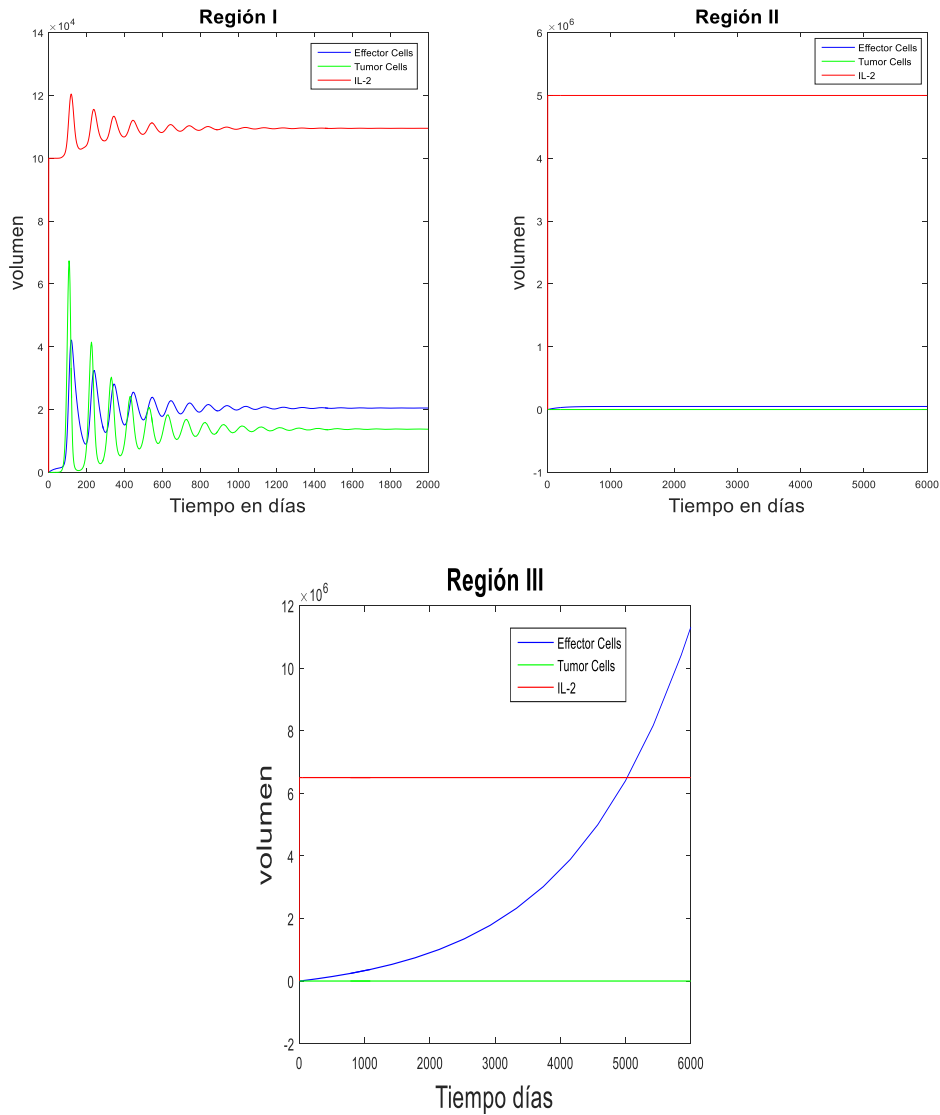 Región I
×10^4
14
12
10
8
6
4
2
0
0 200 400 600 800 1000 1200 1400 1600 1800 2000
volumen
Tiempo en días
Effector Cells
Tumor Cells
IL-2
Región II
×10^6
6
5
4
3
2
1
0
-1
0 1000 2000 3000 4000 5000 6000
volumen
Tiempo en días
Effector Cells
Tumor Cells
IL-2
Región III
×10^6
12
10
8
6
4
2
0
-2
0 1000 2000 3000 4000 5000 6000
volumen
Tiempo días
Effector Cells
Tumor Cells
IL-2